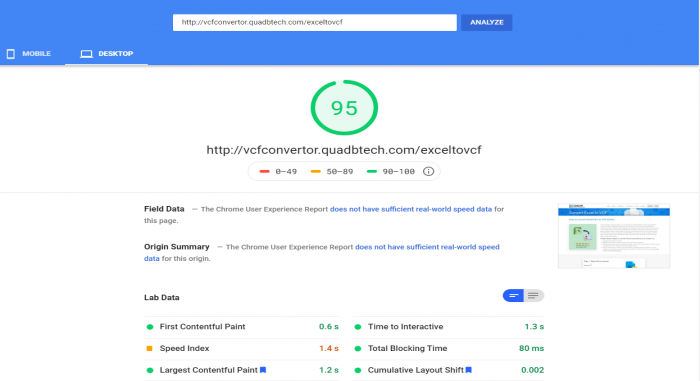 http://vcfconvertor.quadbtech.com/exceltovcf
ANALYZE
MOBILE
DESKTOP
95
http://vcfconvertor.quadbtech.com/exceltovcf
0–49 50–89 90–100
Field Data — The Chrome User Experience Report does not have sufficient real-world speed data for
this page.
Origin Summary — The Chrome User Experience Report does not have sufficient real-world speed
data for this origin.
Lab Data
First Contentful Paint 0.6 s
Time to Interactive 1.3 s
Speed Index 1.4 s
Total Blocking Time 80 ms
Largest Contentful Paint 1.2 s
Cumulative Layout Shift 0.002